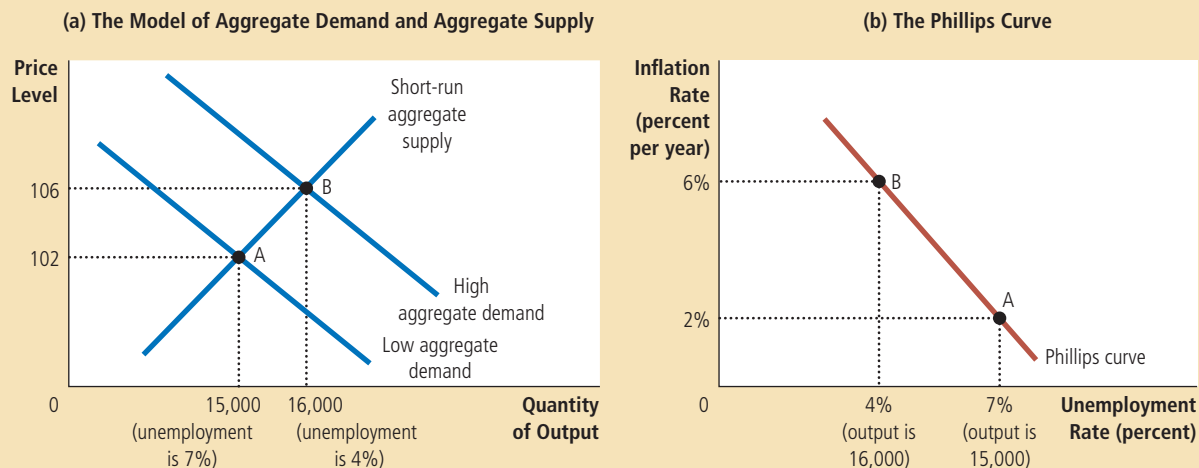 (a) The Model of Aggregate Demand and Aggregate Supply
Price
Level
106
102
0
B
A
Short-run
aggregate
supply
High
aggregate demand
Low aggregate
demand
15,000
(unemployment
is 7%)
16,000
(unemployment
is 4%)
Quantity
of Output
(b) The Phillips Curve
Inflation
Rate
(percent
per year)
6%
2%
0
B
A
Phillips curve
4%
(output is
16,000)
7%
(output is
15,000)
Unemployment
Rate (percent)